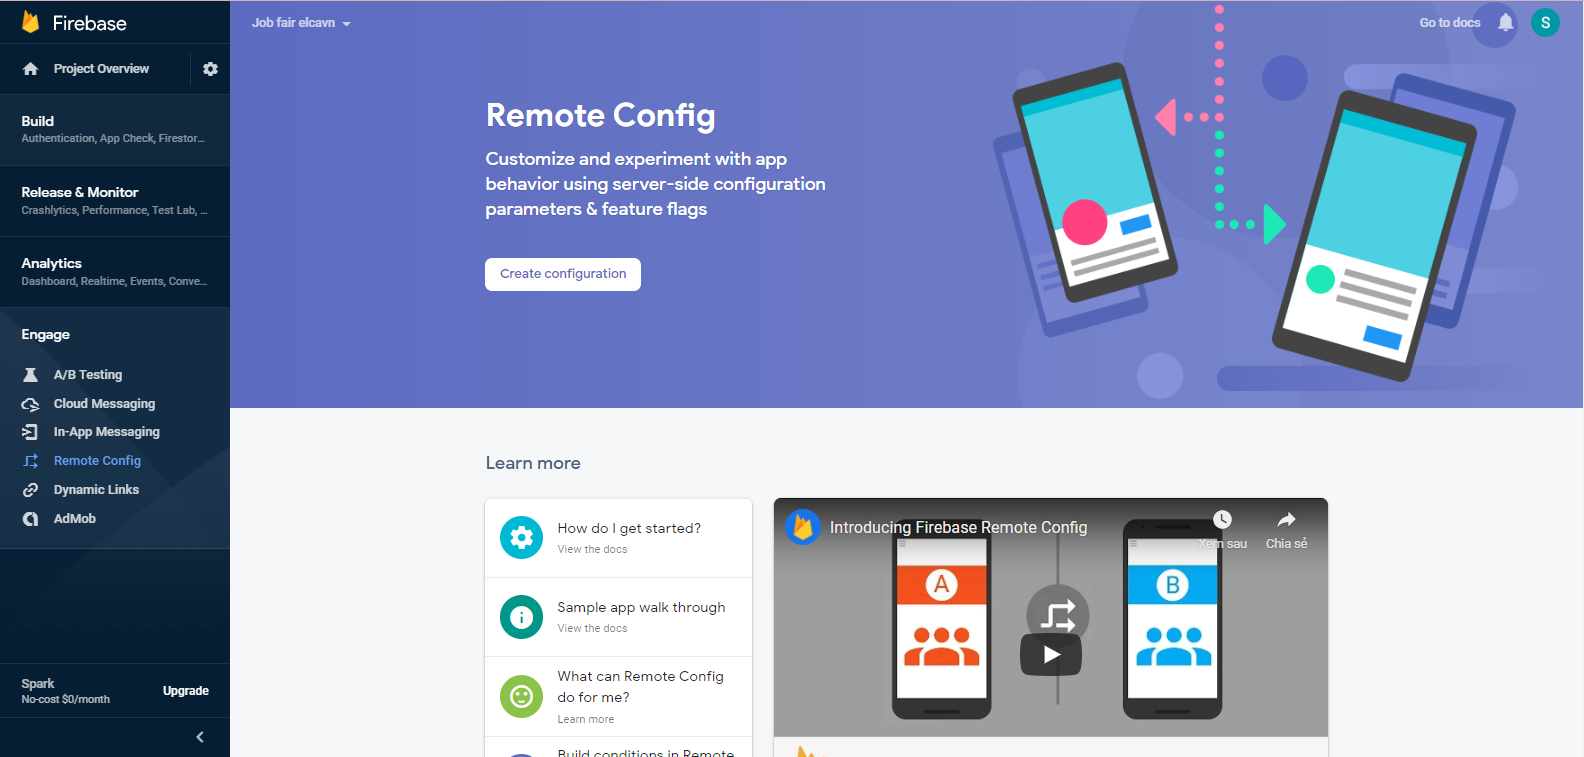 Firebase
Job fair elcavn
Go to docs
S
Project Overview
Build
Authentication, App Check, Firestor...
Release & Monitor
Crashlytics, Performance, Test Lab, ...
Analytics
Dashboard, Realtime, Events, Conve...
Engage
A/B Testing
Cloud Messaging
In-App Messaging
Remote Config
Dynamic Links
AdMob
Spark
No-cost $0/month
Upgrade
Remote Config
Customize and experiment with app
behavior using server-side configuration
parameters & feature flags
Create configuration
Learn more
How do I get started?
View the docs
Sample app walk through
View the docs
What can Remote Config
do for me?
Learn more
Build conditions in Remote
Introducing Firebase Remote Config
Xem sau
Chia sẻ
A
B